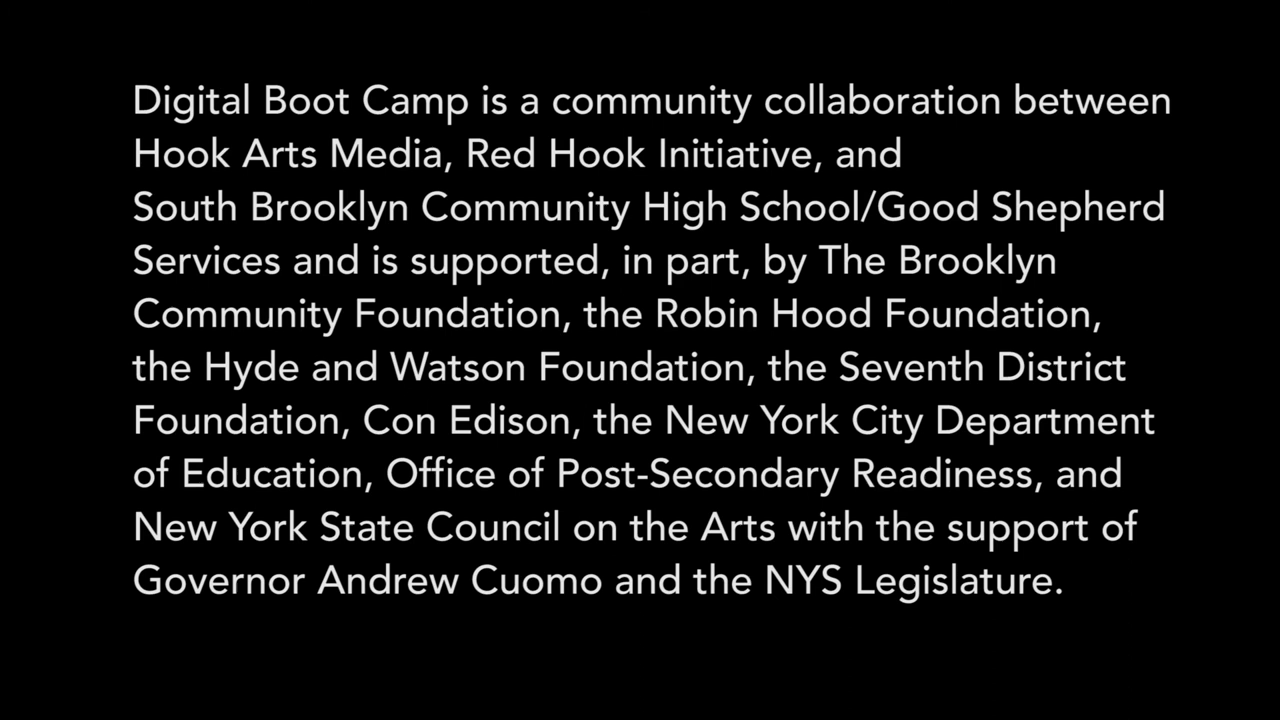 Digital Boot Camp is a community collaboration between
Hook Arts Media, Red Hook Initiative, and
South Brooklyn Community High School/Good Shepherd
Services and is supported, in part, by The Brooklyn
Community Foundation, the Robin Hood Foundation,
the Hyde and Watson Foundation, the Seventh District
Foundation, Con Edison, the New York City Department
of Education, Office of Post-Secondary Readiness, and
New York State Council on the Arts with the support of
Governor Andrew Cuomo and the NYS Legislature.